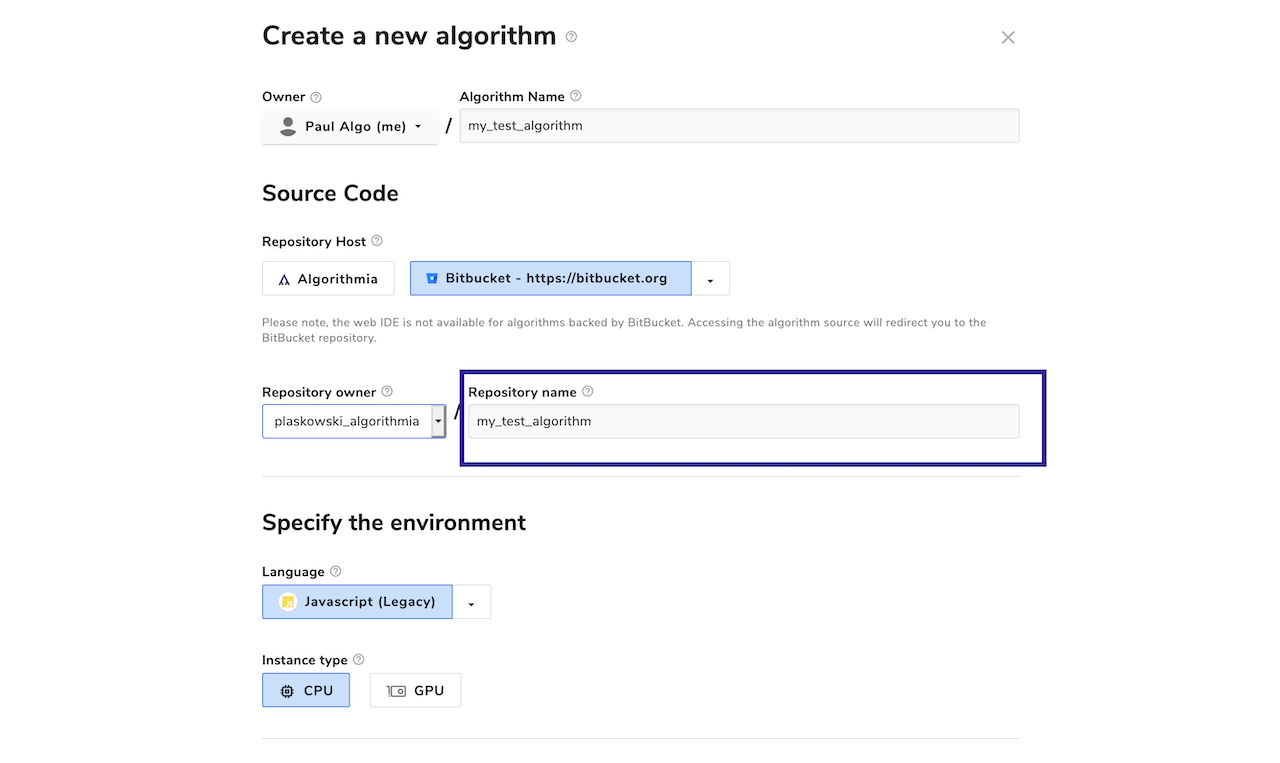 Create a new algorithm
Owner
Algorithm Name
Paul Algo (me) / my_test_algorithm
Source Code
Repository Host
Algorithmia
Bitbucket - https://bitbucket.org
Please note, the web IDE is not available for algorithms backed by BitBucket. Accessing the algorithm source will redirect you to the
BitBucket repository.
Repository owner
Repository name
plaskowski_algorithmia / my_test_algorithm
Specify the environment
Language
JS Javascript (Legacy)
Instance type
CPU
GPU